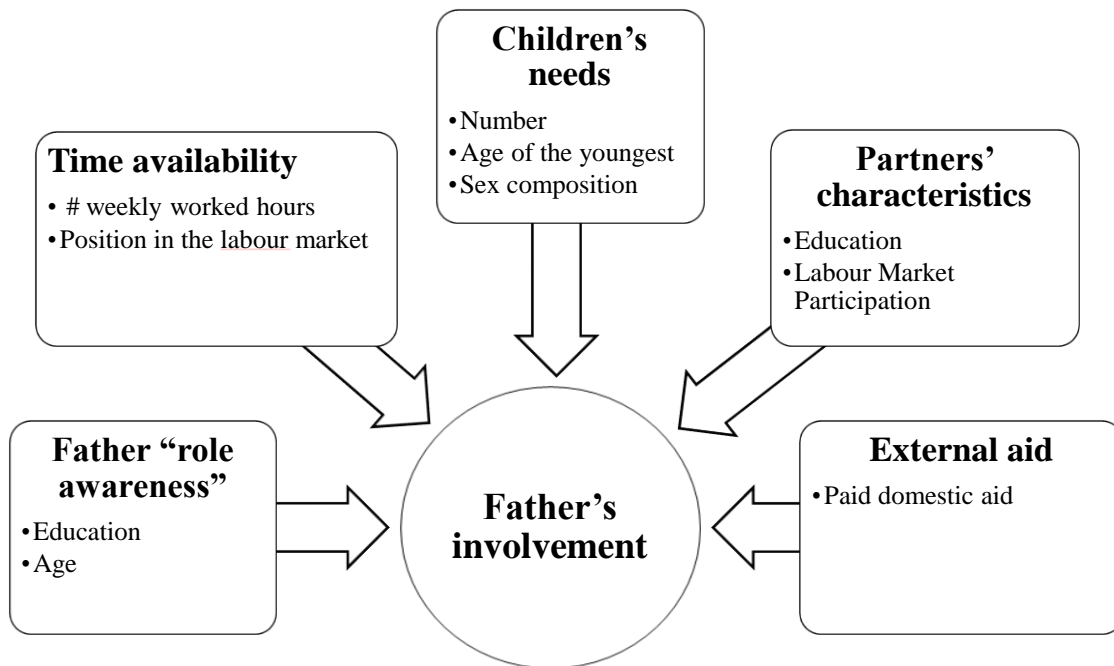 Children's
needs
•Number
•Age of the youngest
•Sex composition
Time availability
• # weekly worked hours
•Position in the labour market
Partners'
characteristics
•Education
•Labour Market
Participation
Father “role
awareness”
•Education
•Age
Father's
involvement
External aid
•Paid domestic aid